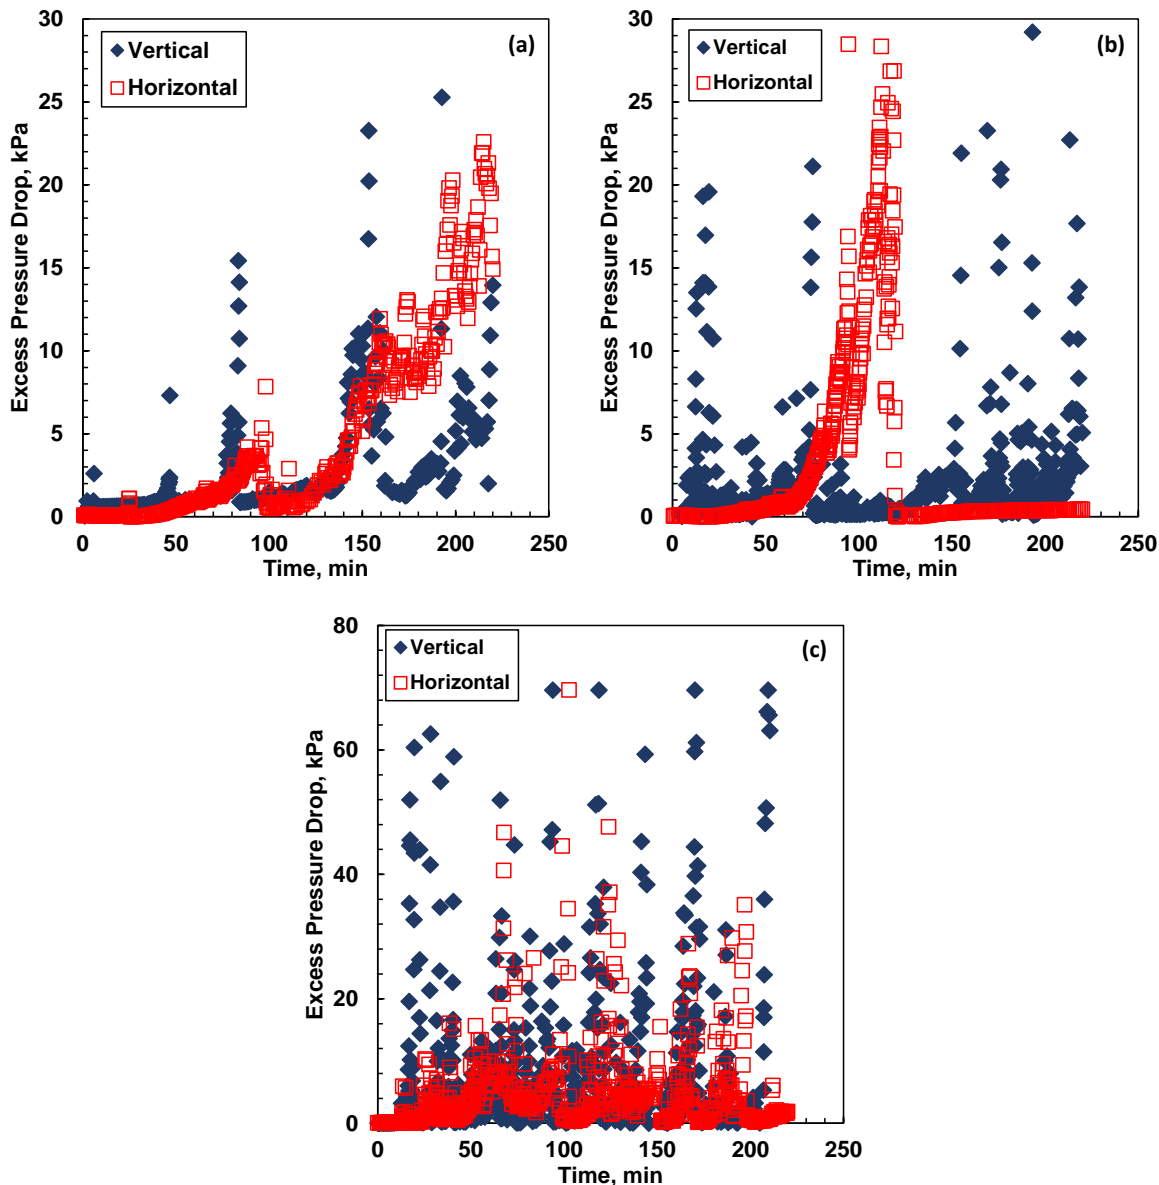 (a)
Vertical
Horizontal
Excess Pressure Drop, kPa
30
25
20
15
10
5
0
0 50 100 150 200 250
Time, min
(b)
Vertical
Horizontal
Excess Pressure Drop, kPa
30
25
20
15
10
5
0
0 50 100 150 200 250
Time, min
(c)
Vertical
Horizontal
Excess Pressure Drop, kPa
80
60
40
20
0
0 50 100 150 200 250
Time, min